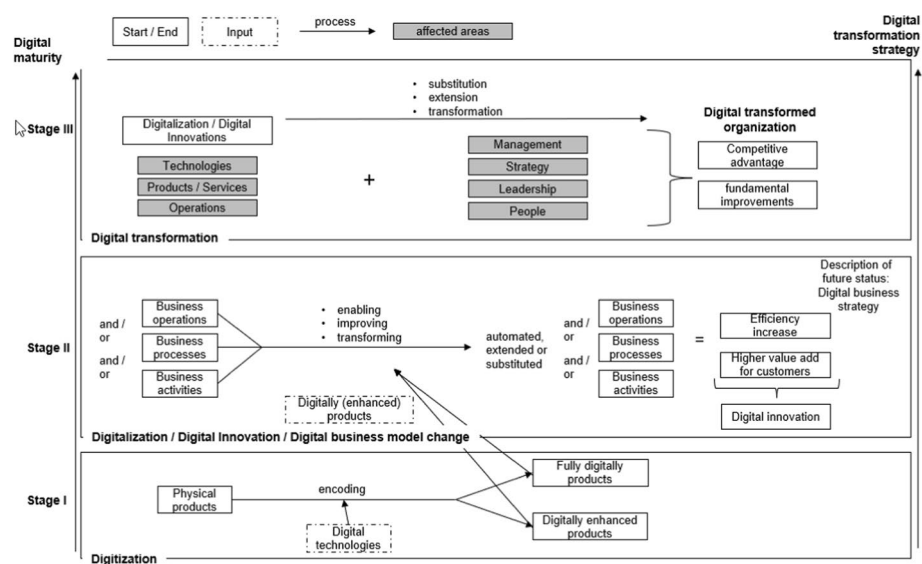 Digital
maturity
Start / End
Input
process
affected areas
Digital
transformation
strategy
Stage III
• substitution
• extension
• transformation
Digitalization / Digital
Innovations
Technologies
Products / Services
Operations
+
Management
Strategy
Leadership
People
Digital transformed
organization
Competitive
advantage
fundamental
improvements
Digital transformation
Stage II
and /
or
and /
or
Business
operations
Business
processes
Business
activities
• enabling
• improving
• transforming
automated,
extended or
substituted
and /
or
and /
or
Business
operations
Business
processes
Business
activities
=
Description of
future status:
Digital business
strategy
Efficiency
increase
Higher value add
for customers
Digital innovation
Digitally (enhanced)
products
Digitalization / Digital Innovation / Digital business model change
Stage I
Physical
products
encoding
Digital
technologies
Fully digitally
products
Digitally enhanced
products
Digitization